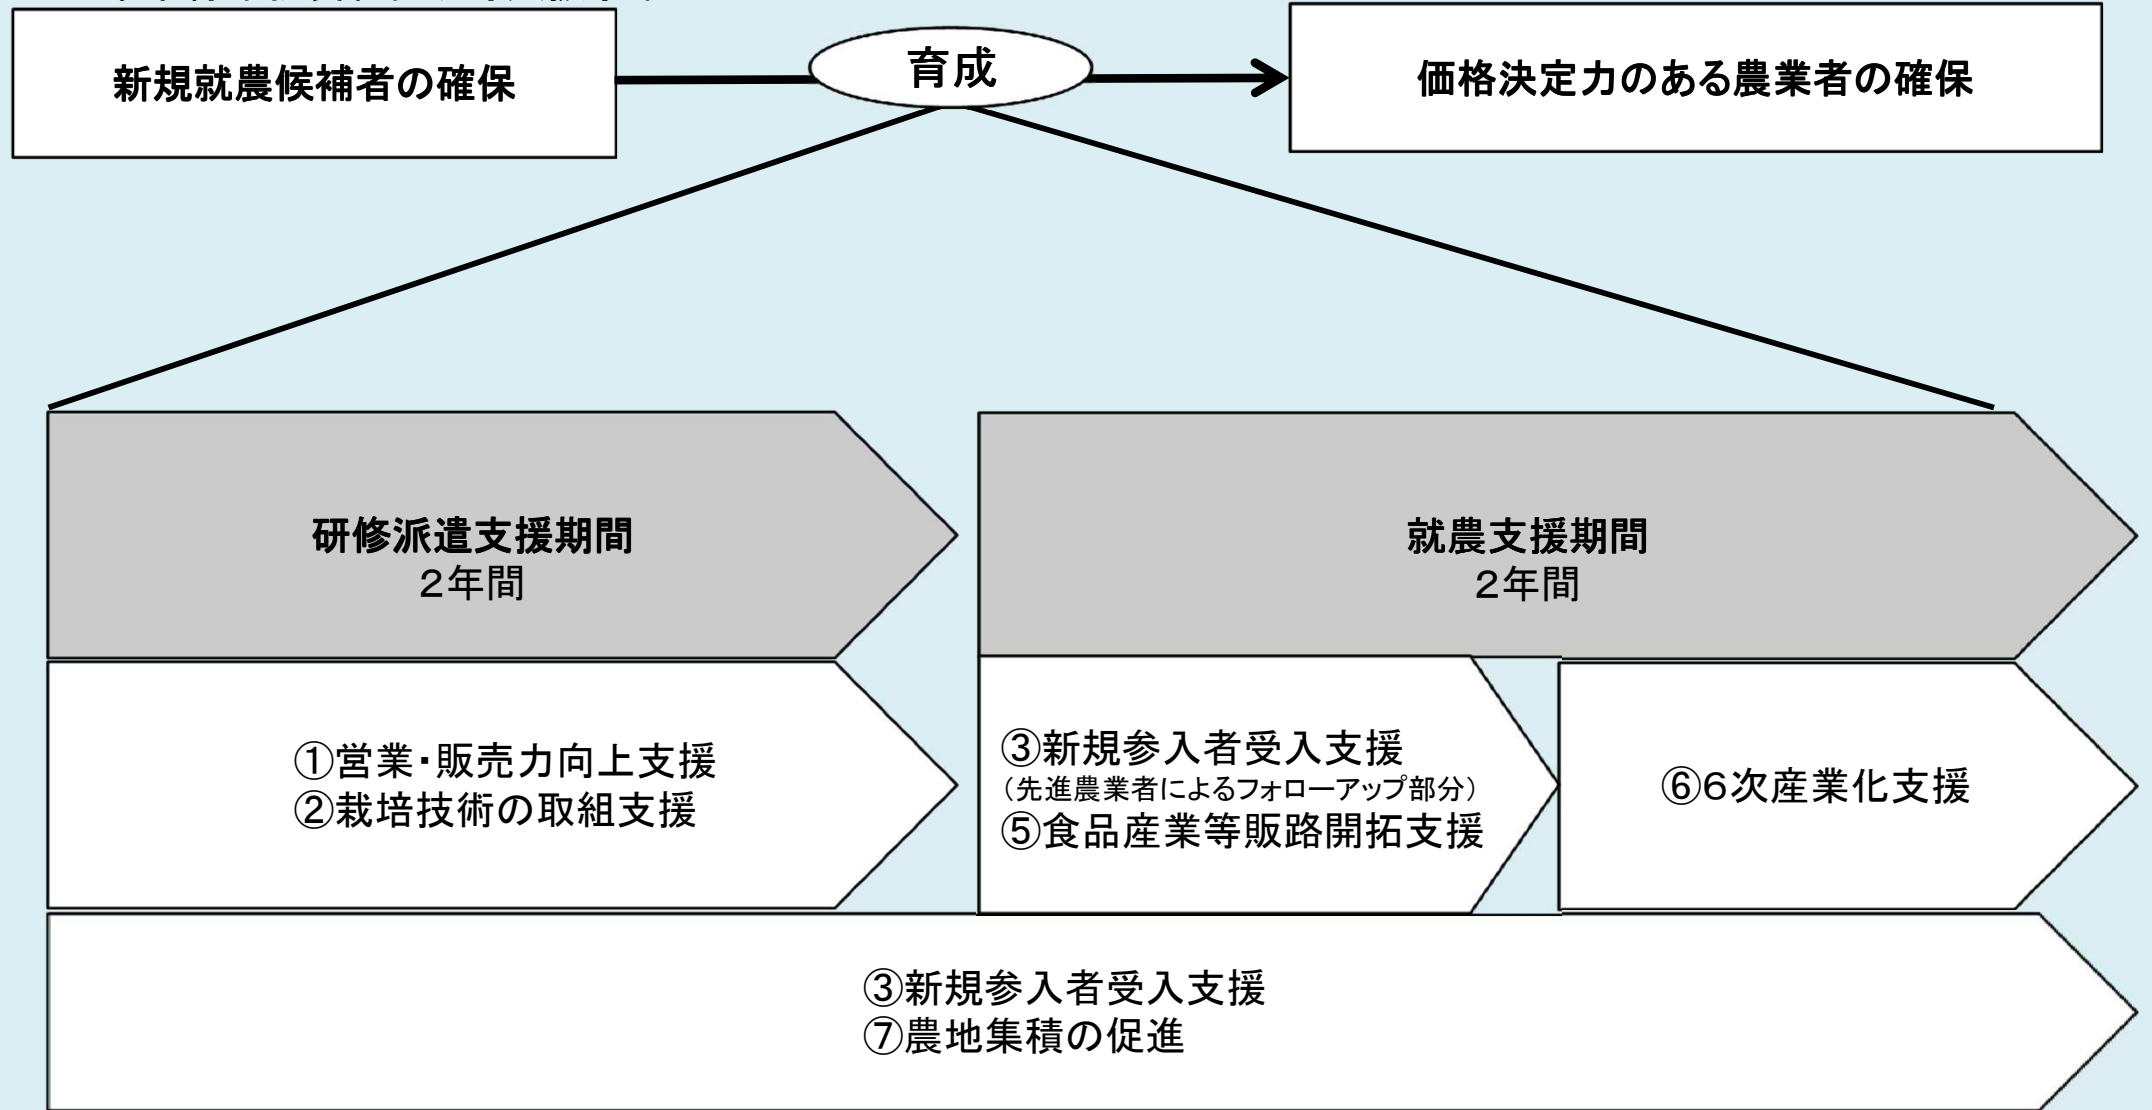 新規就農候補者の確保
育成
価格決定力のある農業者の確保
研修派遣支援期間
２年間
就農支援期間
２年間
①営業・販売力向上支援
②栽培技術の取組支援
③新規参入者受入支援
（先進農業者によるフォローアップ部分）
⑤食品産業等販路開拓支援
⑥６次産業化支援
③新規参入者受入支援
⑦農地集積の促進